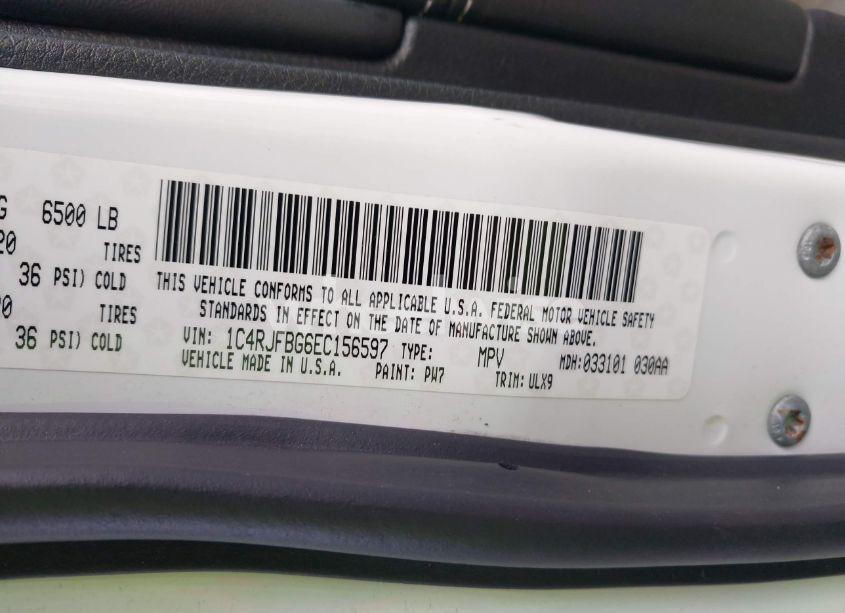 G 6500 LB
20 TIRES
36 PSI) COLD
TIRES
36 PSI) COLD
THIS VEHICLE CONFORMS TO ALL APPLICABLE U.S.A. FEDERAL MOTOR VEHICLE SAFETY
STANDARDS IN EFFECT ON THE DATE OF MANUFACTURE SHOWN ABOVE.
VIN: 1C4RJFBG6EC156597 TYPE: MPV MDH:033101 030AA
VEHICLE MADE IN U.S.A. PAINT: PW7 TRIM: ULX9